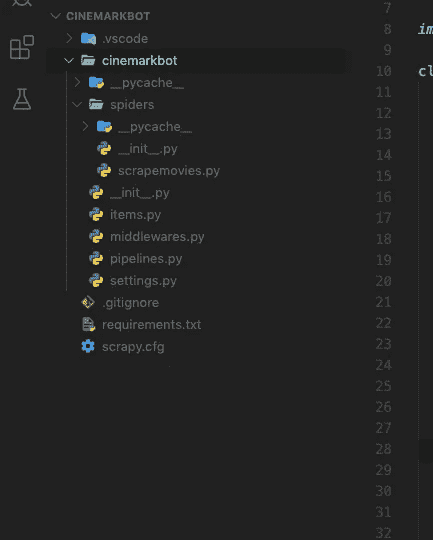 CINEMARKBOT
.vscode
cinemarkbot
__pycache__
spiders
__pycache__
__init__.py
scrapemovies.py
__init__.py
items.py
middlewares.py
pipelines.py
settings.py
.gitignore
requirements.txt
scrapy.cfg
7
8 im
9
10 cl
11
12
13
14
15
16
17
18
19
20
21
22
23
24
25
26
27
28
29
30
31
32